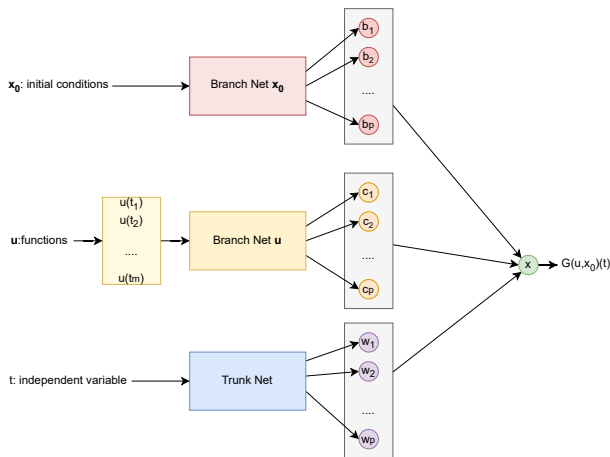 x₀: initial conditions
Branch Net x₀
b₁
b₂
....
bₚ
u:functions
u(t₁)
u(t₂)
....
u(tₘ)
Branch Net u
c₁
c₂
....
cₚ
x
G(u,x₀)(t)
t: independent variable
Trunk Net
w₁
w₂
....
wₚ